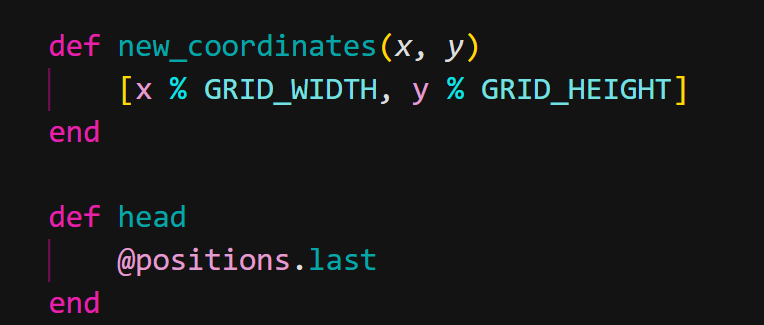 def new_coordinates(x, y)
    [x % GRID_WIDTH, y % GRID_HEIGHT]
end

def head
    @positions.last
end